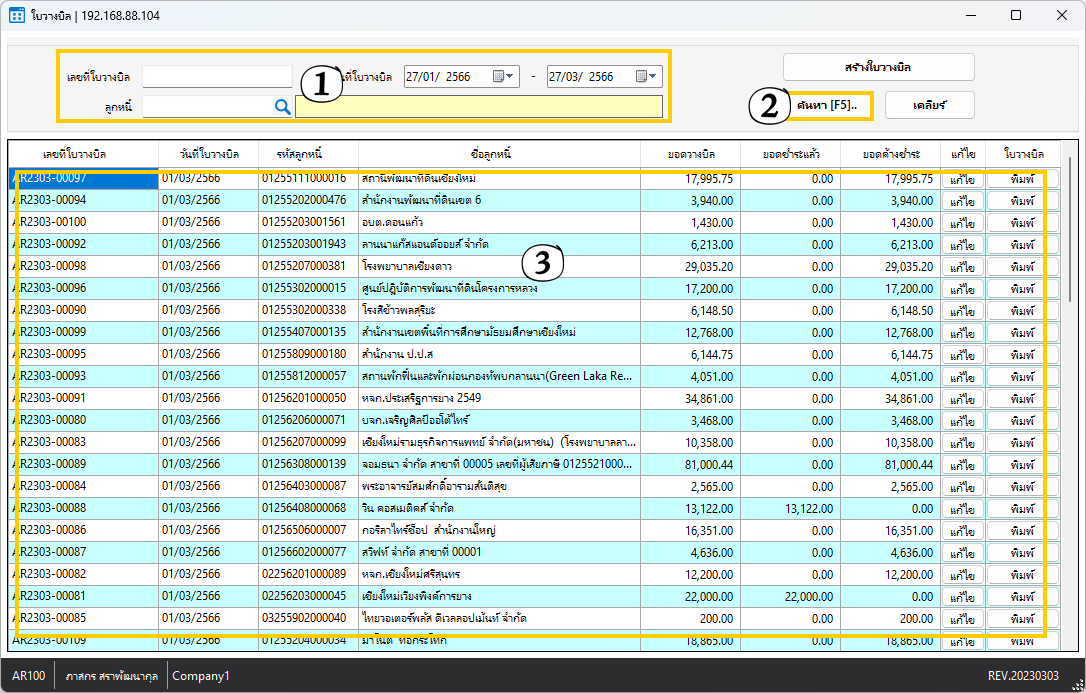 ใบวางบิล | 192.168.88.104
เลขที่ใบวางบิล 1 ที่ใบวางบิล 27/01/ 2566 - 27/03/ 2566 สร้างใบวางบิล
ลูกหนี้ 2 ค้นหา [F5].. เคลียร์
เลขที่ใบวางบิล วันที่ใบวางบิล รหัสลูกหนี้ ชื่อลูกหนี้ ยอดวางบิล ยอดชำระแล้ว ยอดค้างชำระ แก้ไข ใบวางบิล
AR2303-00097 01/03/2566 01255111000016 สถานีพัฒนาที่ดินเชียงใหม่ 17,995.75 0.00 17,995.75 แก้ไข พิมพ์
AR2303-00094 01/03/2566 01255202000476 สำนักงานพัฒนาที่ดินเขต 6 3,940.00 0.00 3,940.00 แก้ไข พิมพ์
AR2303-00100 01/03/2566 01255203001561 อบต.ดอนแก้ว 1,430.00 0.00 1,430.00 แก้ไข พิมพ์
AR2303-00092 01/03/2566 01255203001943 ลานนาแก๊สแอนด์ออยส์ จำกัด 6,213.00 0.00 6,213.00 แก้ไข พิมพ์
AR2303-00098 01/03/2566 01255207000381 โรงพยาบาลเชียงดาว 3 29,035.20 0.00 29,035.20 แก้ไข พิมพ์
AR2303-00096 01/03/2566 01255302000015 ศูนย์ปฎิบัติการพัฒนาที่ดินโครงการหลวง 17,200.00 0.00 17,200.00 แก้ไข พิมพ์
AR2303-00090 01/03/2566 01255302000338 โรงสีข้าวพลสุริยะ 6,148.50 0.00 6,148.50 แก้ไข พิมพ์
AR2303-00099 01/03/2566 01255407000135 สำนักงานเขตพื้นที่การศึกษามัธยมศึกษาเชียงใหม่ 12,768.00 0.00 12,768.00 แก้ไข พิมพ์
AR2303-00095 01/03/2566 01255809000180 สำนักงาน ป.ป.ส 6,144.75 0.00 6,144.75 แก้ไข พิมพ์
AR2303-00093 01/03/2566 01255812000057 สถานพักฟื้นและพักผ่อนกองทัพบกลานนา(Green Laka Re... 4,051.00 0.00 4,051.00 แก้ไข พิมพ์
AR2303-00091 01/03/2566 01256201000050 หจก.ประเสริฐการยาง 2549 34,861.00 0.00 34,861.00 แก้ไข พิมพ์
AR2303-00080 01/03/2566 01256206000071 บจก.เจริญศิลป์ออโต้ไทร์ 3,468.00 0.00 3,468.00 แก้ไข พิมพ์
AR2303-00083 01/03/2566 01256207000099 เชียงใหม่รามธุรกิจการแพทย์ จำกัด(มหาชน) (โรงพยาบาลลา... 10,358.00 0.00 10,358.00 แก้ไข พิมพ์
AR2303-00089 01/03/2566 01256308000139 จอมธนา จำกัด สาขาที่ 00005 เลขที่ผู้เสียภาษี 0125521000... 81,000.44 0.00 81,000.44 แก้ไข พิมพ์
AR2303-00084 01/03/2566 01256403000087 พระอาจารย์สมศักดิ์อารามสันติสุข 2,565.00 0.00 2,565.00 แก้ไข พิมพ์
AR2303-00088 01/03/2566 01256408000068 วิน คอสเมติคส์ จำกัด 13,122.00 13,122.00 0.00 แก้ไข พิมพ์
AR2303-00086 01/03/2566 01256506000007 กอริลาไทร์ช็อป สำนักงานใหญ่ 16,351.00 0.00 16,351.00 แก้ไข พิมพ์
AR2303-00087 01/03/2566 01256602000077 สวิฟท์ จำกัด สาขาที่ 00001 4,636.00 0.00 4,636.00 แก้ไข พิมพ์
AR2303-00082 01/03/2566 02256201000089 หจก.เชียงใหม่ศรีสุนทร 12,200.00 0.00 12,200.00 แก้ไข พิมพ์
AR2303-00081 01/03/2566 02256203000045 เชียงใหม่เวียงพิงค์การยาง 22,000.00 22,000.00 0.00 แก้ไข พิมพ์
AR2303-00085 01/03/2566 03255902000040 ไทยวอเตอร์พลัส ดีเวลลอปเม้นท์ จำกัด 200.00 0.00 200.00 แก้ไข พิมพ์
AR2303-00109 01/03/2566 01255204000034 18,865.00 0.00 18,865.00 แก้ไข พิมพ์
AR100 ภาสกร สราพัฒนากุล Company1 REV.20230303